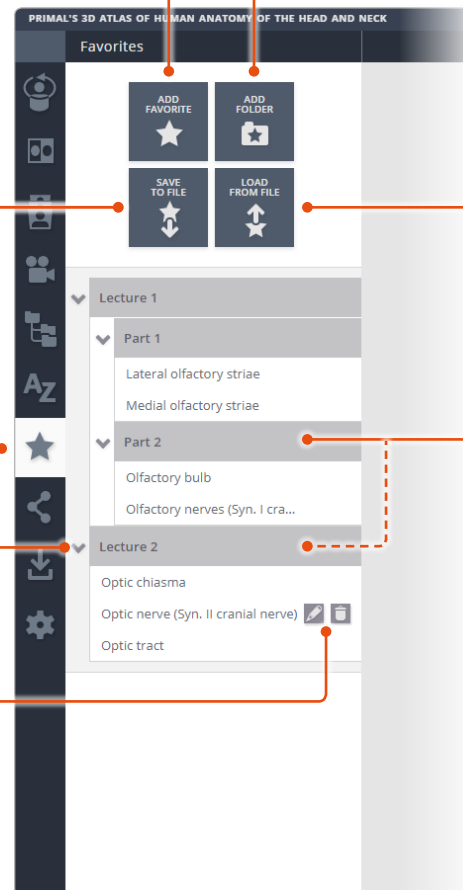 PRIMAL'S 3D ATLAS OF HUMAN ANATOMY OF THE HEAD AND NECK
Favorites
ADD
FAVORITE
ADD
FOLDER
SAVE
TO FILE
LOAD
FROM FILE
Lecture 1
Part 1
Lateral olfactory striae
Medial olfactory striae
AZ
Part 2
Olfactory bulb
Olfactory nerves (Syn. I cra...
Lecture 2
Optic chiasma
Optic nerve (Syn. II cranial nerve)
Optic tract